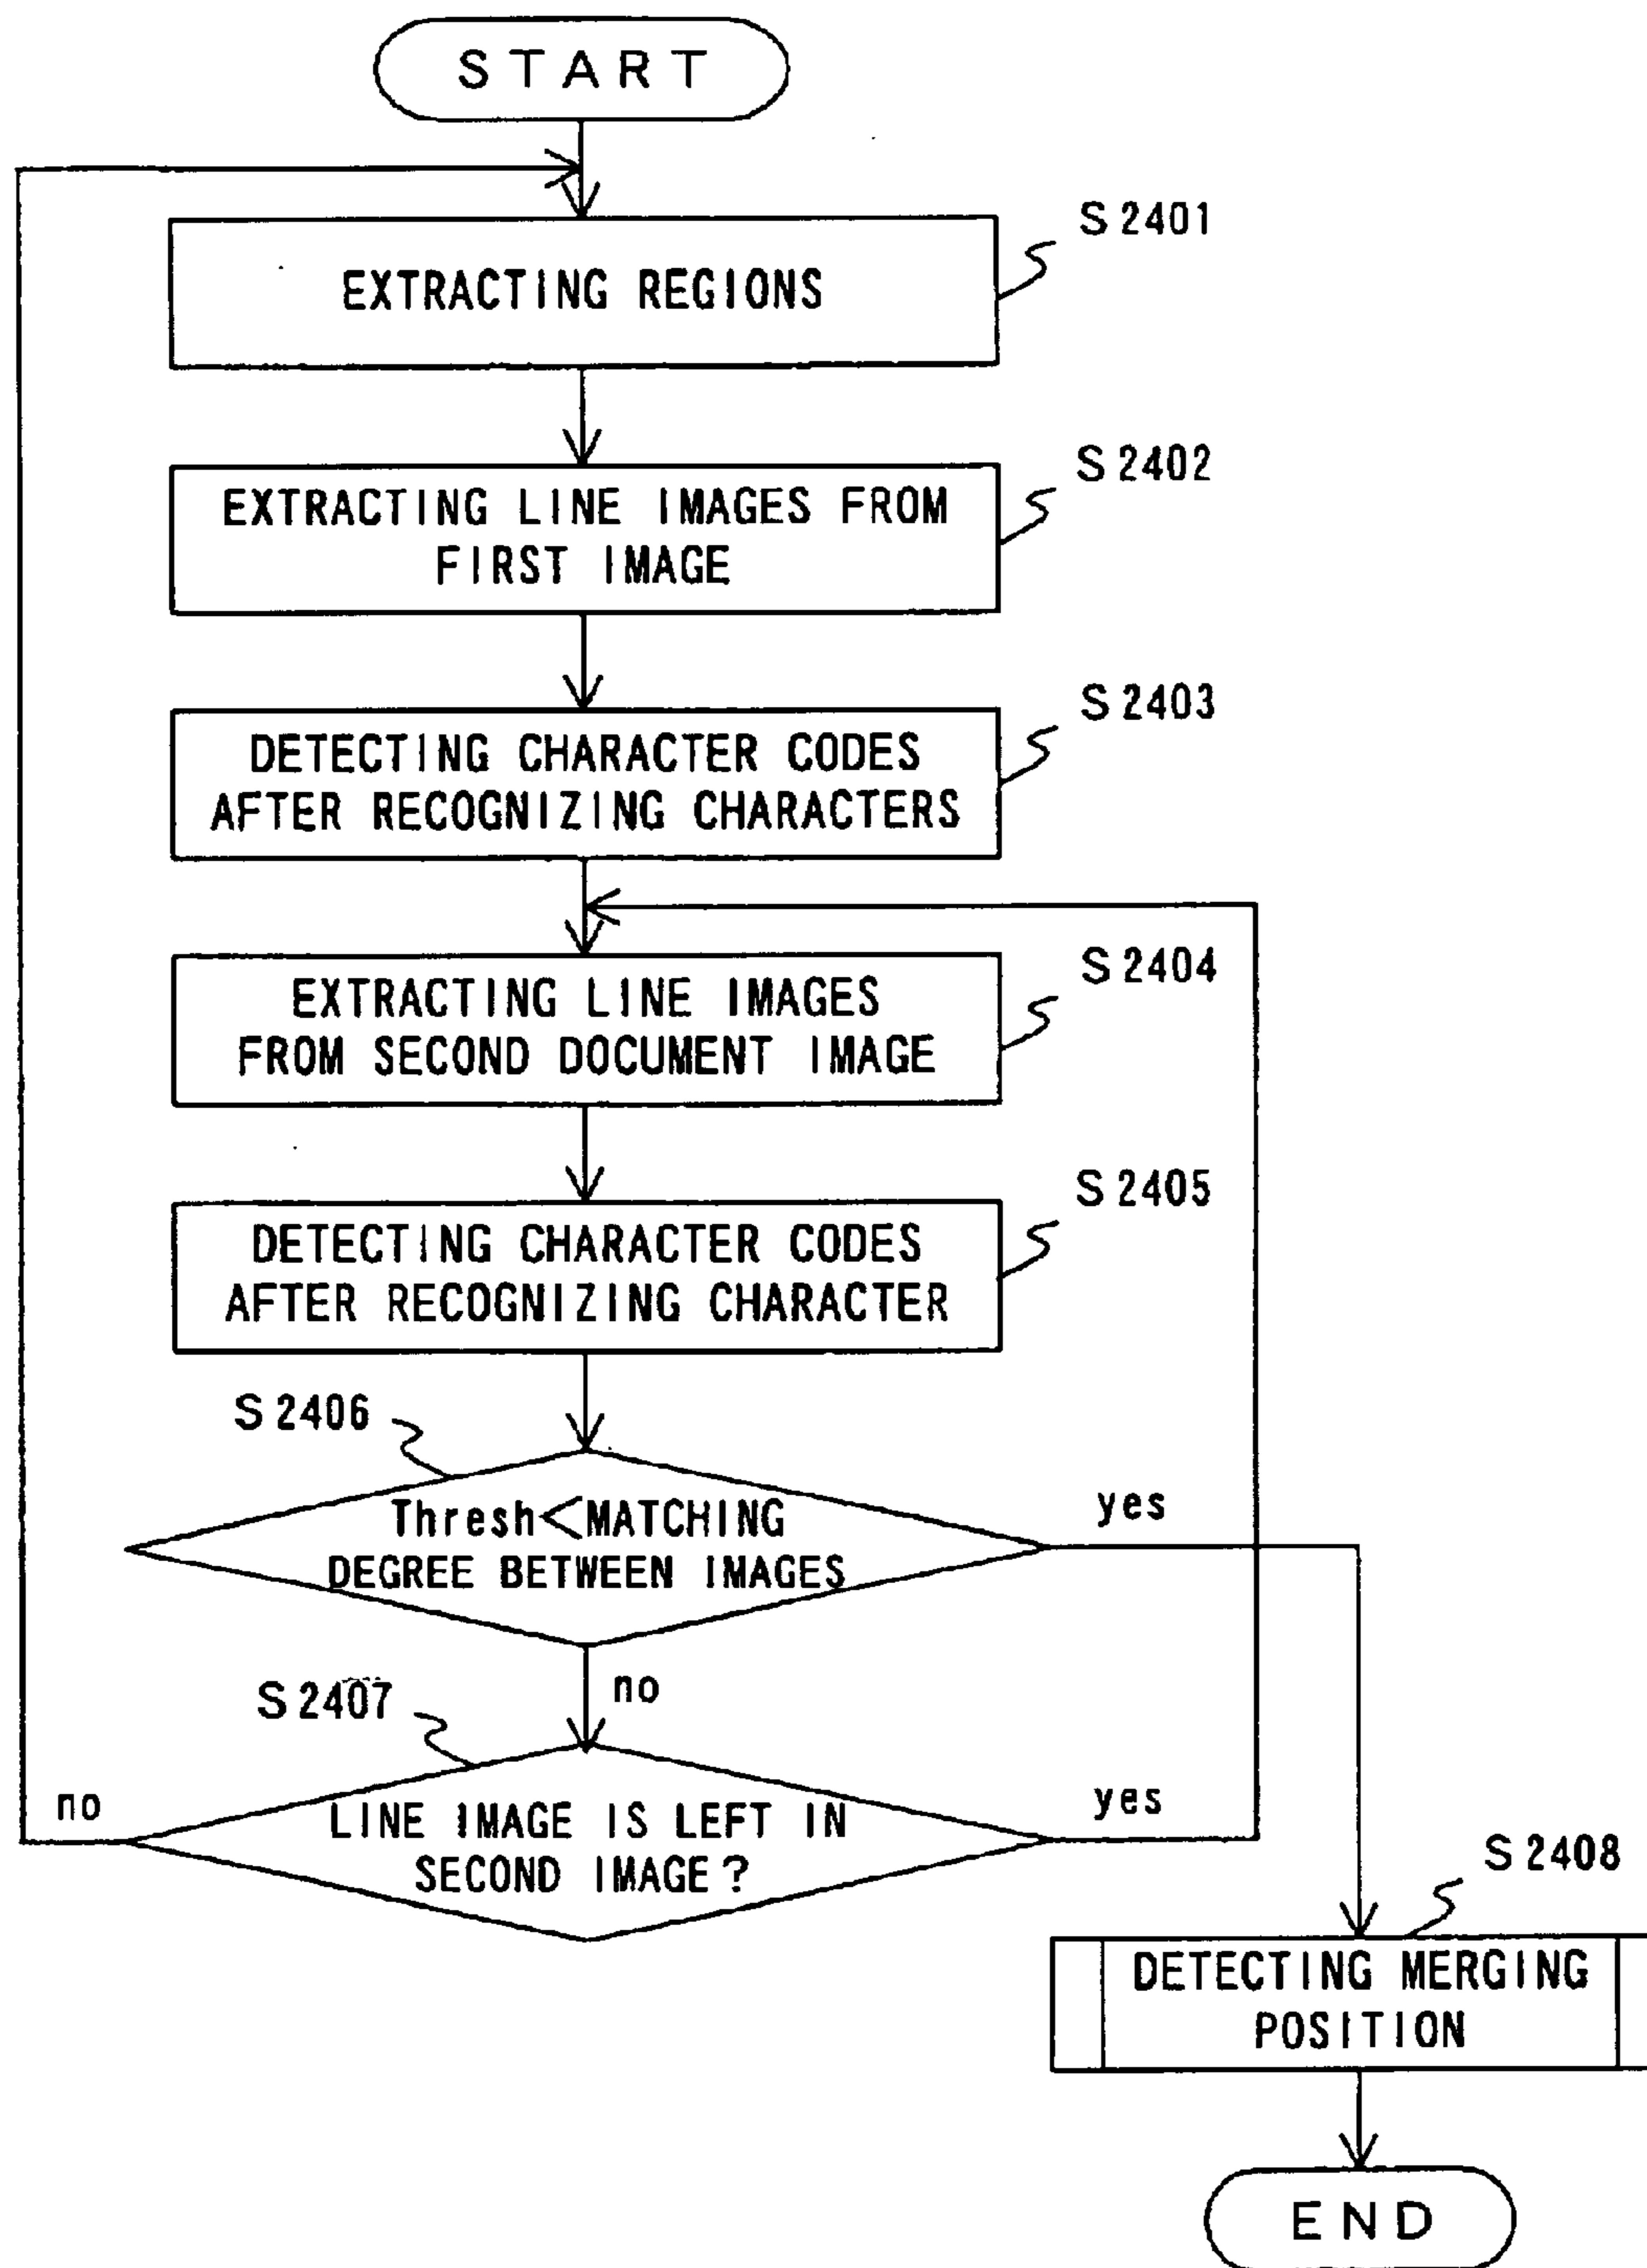 START
S2401
EXTRACTING REGIONS
S2402
EXTRACTING LINE IMAGES FROM
FIRST IMAGE
S2403
DETECTING CHARACTER CODES
AFTER RECOGNIZING CHARACTERS
S2404
EXTRACTING LINE IMAGES
FROM SECOND DOCUMENT IMAGE
S2405
DETECTING CHARACTER CODES
AFTER RECOGNIZING CHARACTER
S2406
Thresh<MATCHING
DEGREE BETWEEN IMAGES
yes
no
S2407
LINE IMAGE IS LEFT IN
SECOND IMAGE?
no
yes
S2408
DETECTING MERGING
POSITION
END